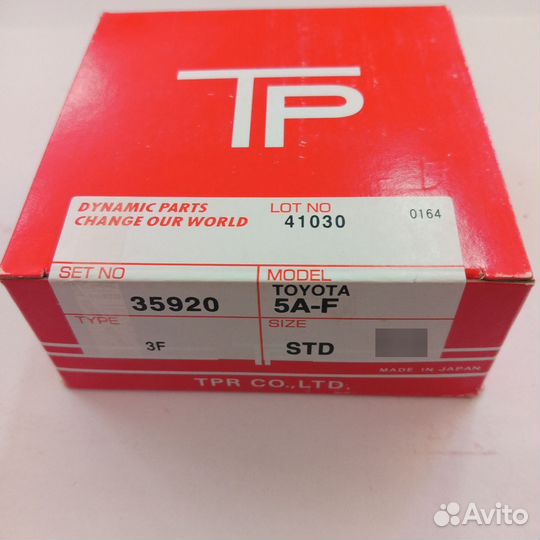 TP
DYNAMIC PARTS
CHANGE OUR WORLD
LOT NO
41030
0164
SET NO
35920
MODEL
TOYOTA
5A-F
TYPE
3F
SIZE
STD
MADE IN JAPAN
TPR CO.,LTD.
Avito